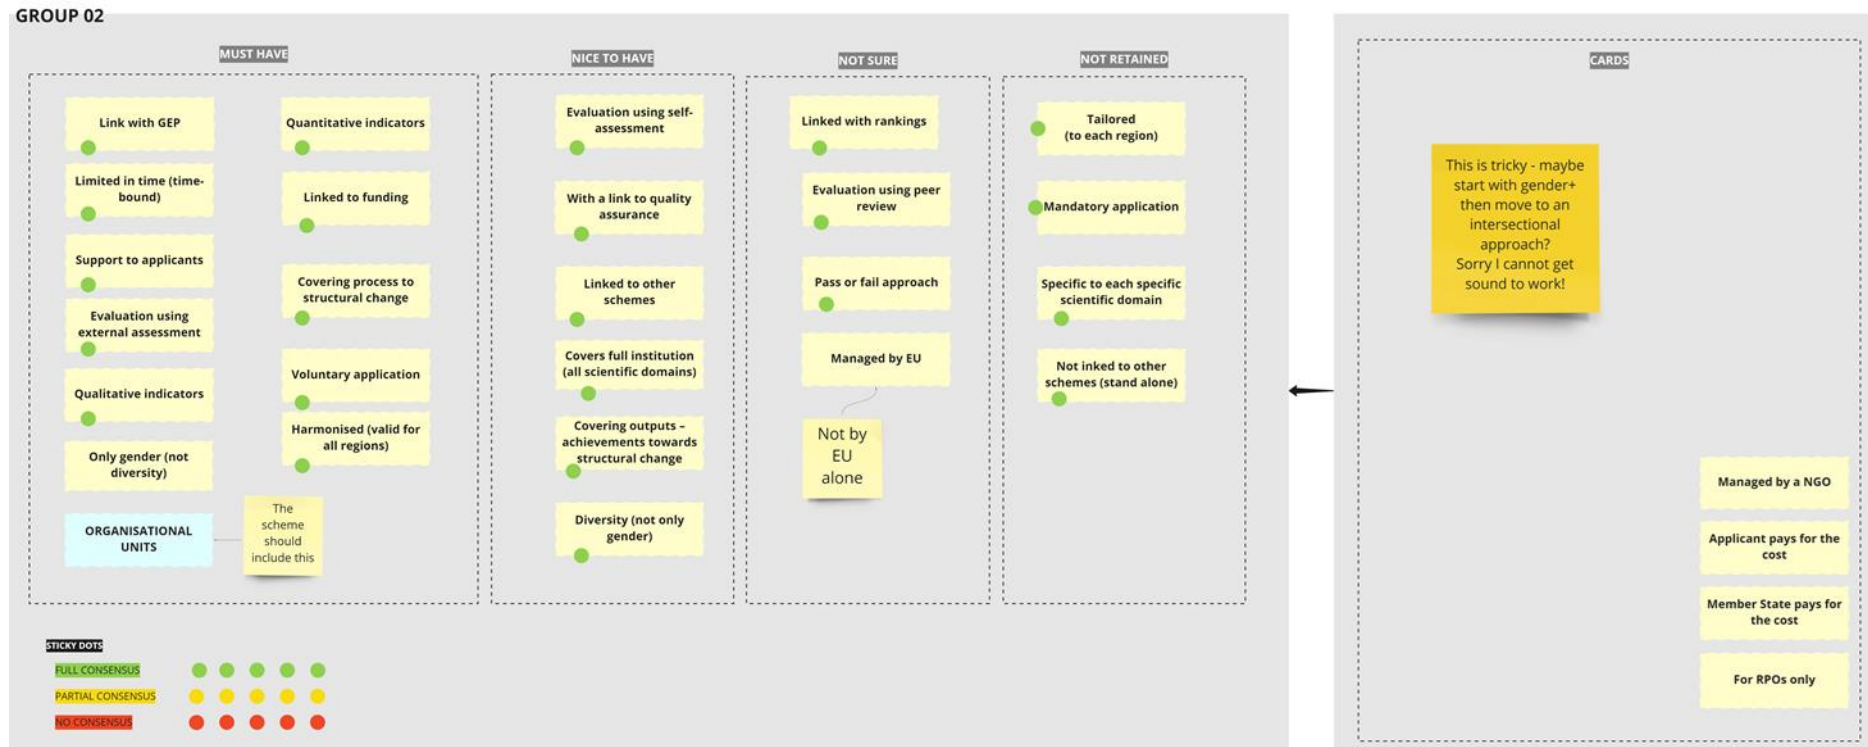 GROUP 02
MUST HAVE
Link with GEP
Limited in time (time-
bound)
Support to applicants
Evaluation using
external assessment
Qualitative indicators
Only gender (not
diversity)
ORGANISATIONAL
UNITS
The
scheme
should
include this
Quantitative indicators
Linked to funding
Covering process to
structural change
Voluntary application
Harmonised (valid for
all regions)
NICE TO HAVE
Evaluation using self-
assessment
With a link to quality
assurance
Linked to other
schemes
Covers full institution
(all scientific domains)
Covering outputs –
achievements towards
structural change
Diversity (not only
gender)
NOT SURE
Linked with rankings
Evaluation using peer
review
Pass or fail approach
Managed by EU
Not by
EU
alone
NOT RETAINED
Tailored
(to each region)
Mandatory application
Specific to each specific
scientific domain
Not inked to other
schemes (stand alone)
STICKY DOTS
FULL CONSENSUS
PARTIAL CONSENSUS
NO CONSENSUS
CARDS
This is tricky - maybe
start with gender+
then move to an
intersectional
approach?
Sorry I cannot get
sound to work!
Managed by a NGO
Applicant pays for the
cost
Member State pays for
the cost
For RPOs only